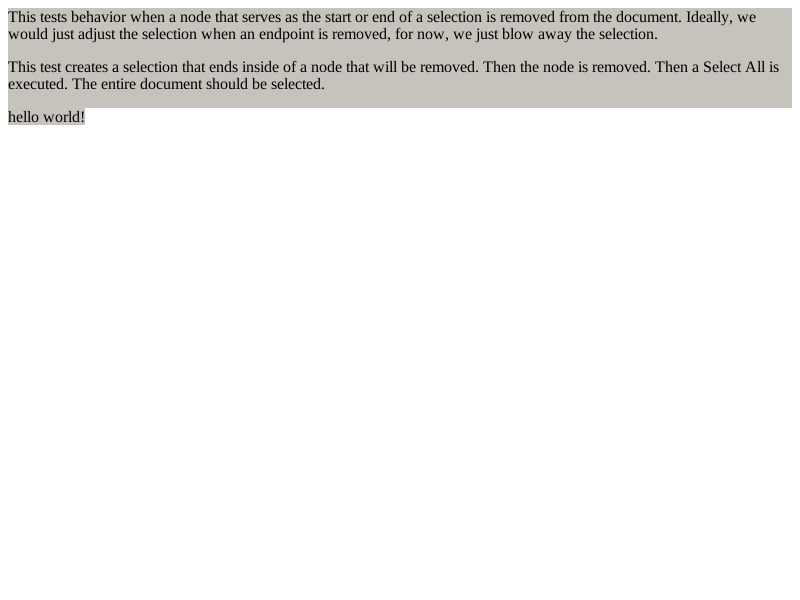 This tests behavior when a node that serves as the start or end of a selection is removed from the document. Ideally, we
would just adjust the selection when an endpoint is removed, for now, we just blow away the selection.
This test creates a selection that ends inside of a node that will be removed. Then the node is removed. Then a Select All is
executed. The entire document should be selected.
hello world!